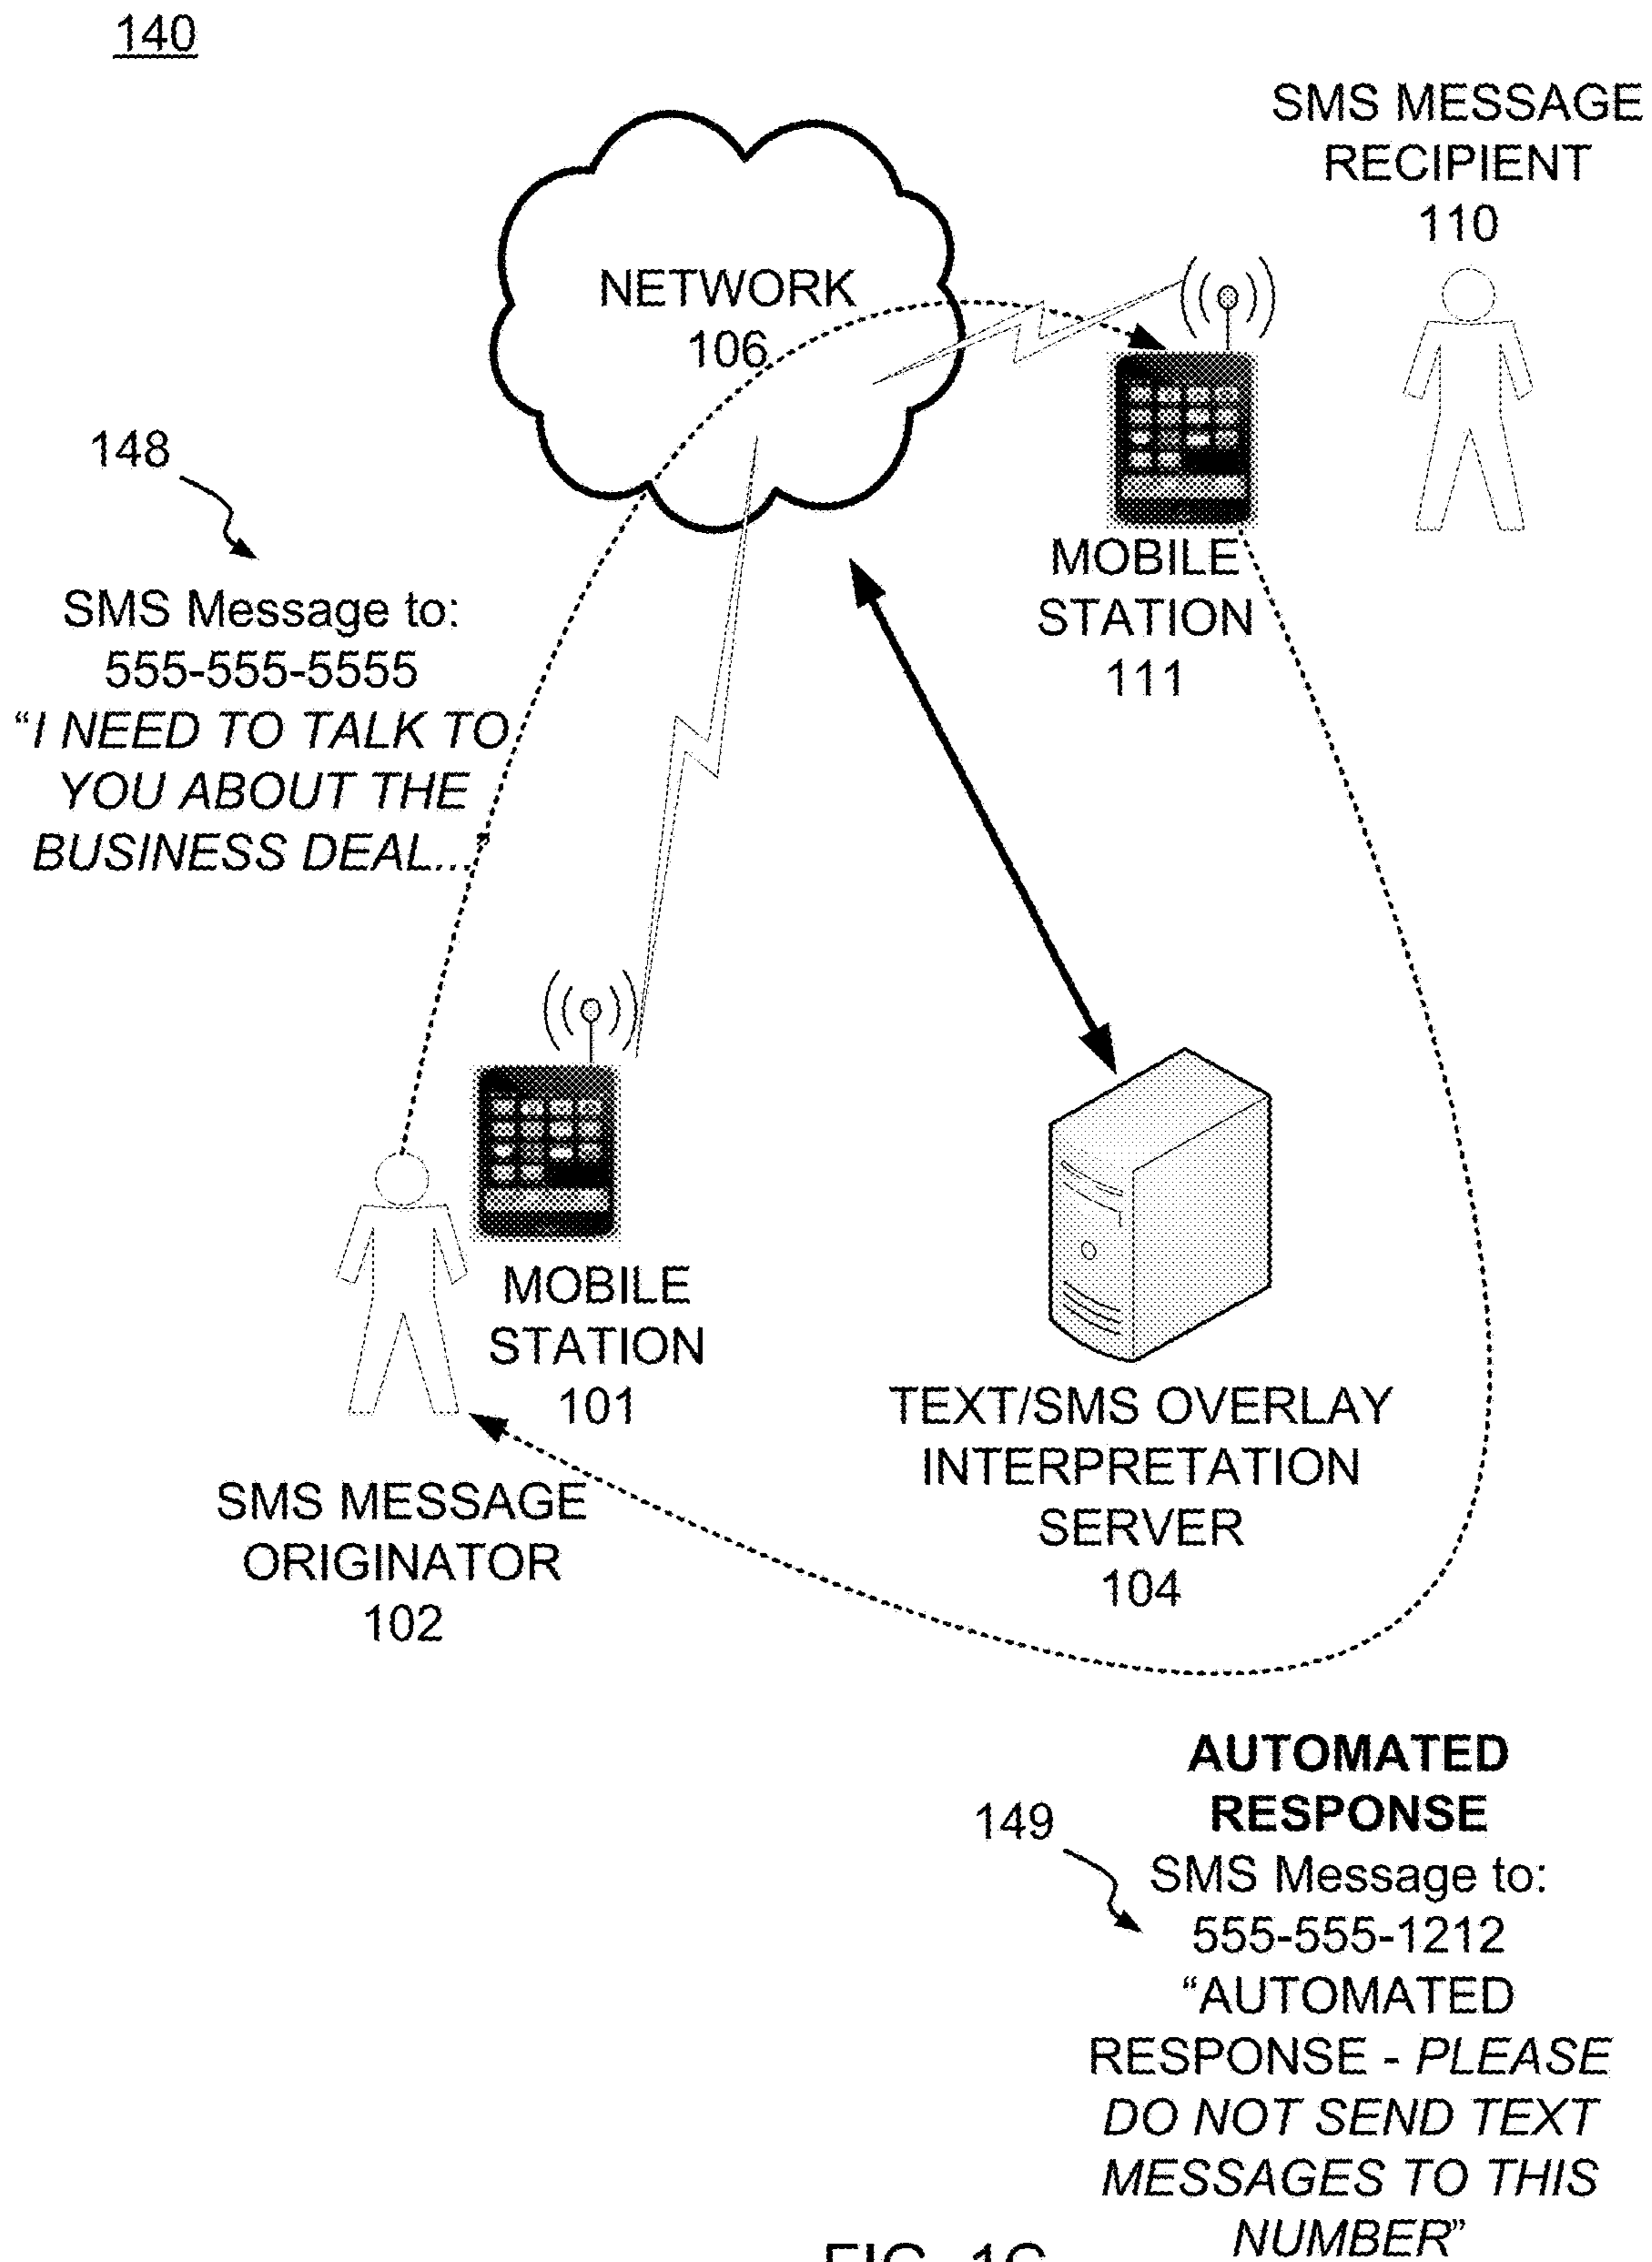 140
SMS MESSAGE
RECIPIENT
110
NETWORK
106
148
SMS Message to:
555-555-5555
“I NEED TO TALK TO
YOU ABOUT THE
BUSINESS DEAL...”
MOBILE
STATION
111
MOBILE
STATION
101
SMS MESSAGE
ORIGINATOR
102
TEXT/SMS OVERLAY
INTERPRETATION
SERVER
104
149
AUTOMATED
RESPONSE
SMS Message to:
555-555-1212
“AUTOMATED
RESPONSE - PLEASE
DO NOT SEND TEXT
MESSAGES TO THIS
NUMBER”
FIG. 1C